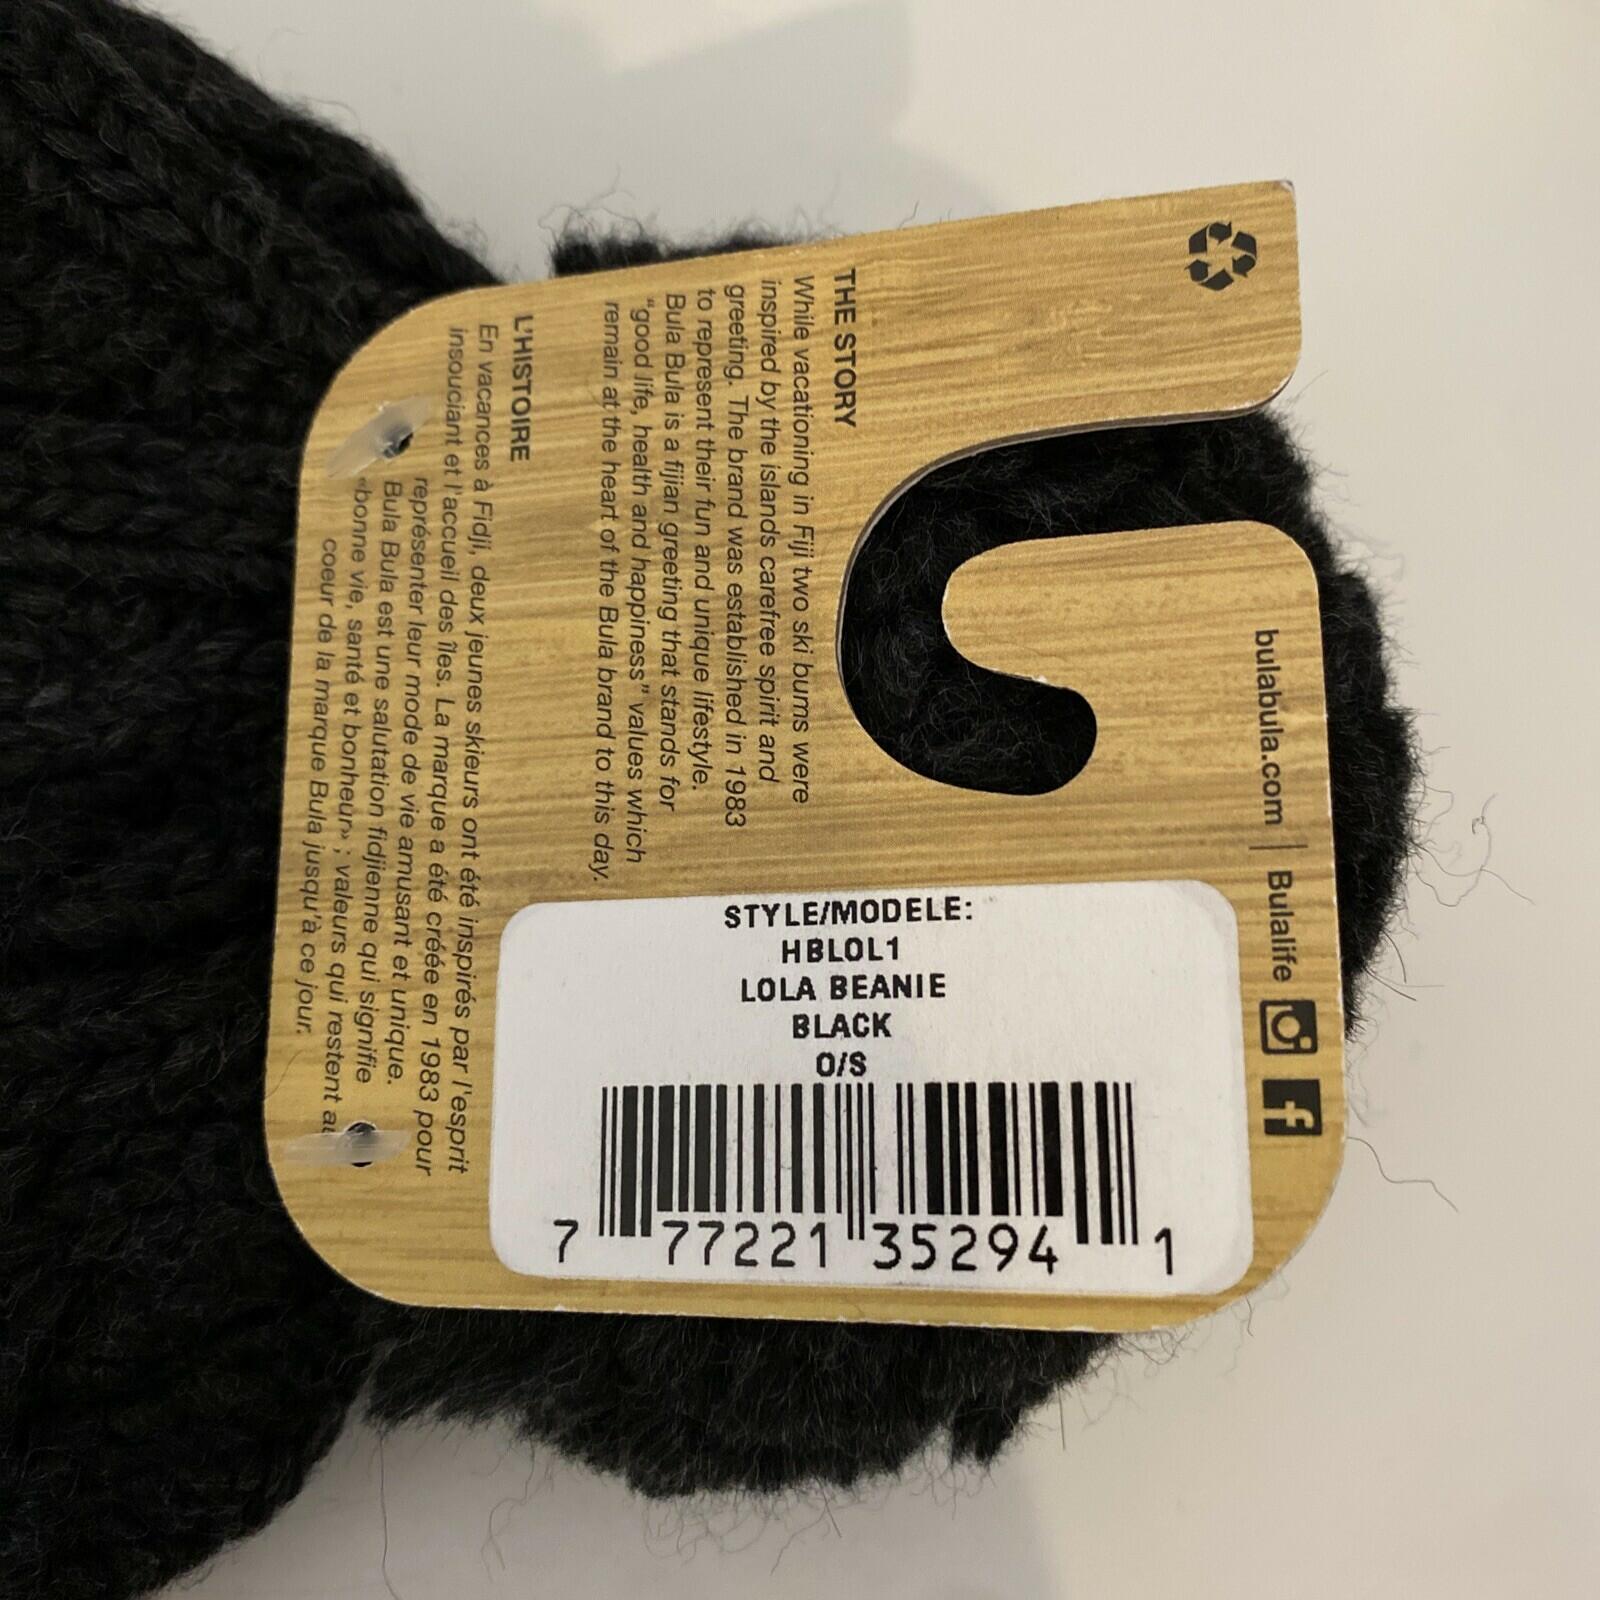 bulabula.com | Bulalife
THE STORY
While vacationing in Fiji two ski bums were
inspired by the islands carefree spirit and
greeting. The brand was established in 1983
to represent their fun and unique lifestyle.
Bula Bula is a fijian greeting that stands for
"good life, health and happiness" values which
remain at the heart of the Bula brand to this day.
L'HISTOIRE
En vacances à Fidji, deux jeunes skieurs ont été inspirés par l'esprit
insouciant et l'accueil des îles. La marque a été créée en 1983 pour
représenter leur mode de vie amusant et unique.
Bula Bula est une salutation fidjienne qui signifie
«bonne vie, santé et bonheur» ; valeurs qui restent au
coeur de la marque Bula jusqu'à ce jour.
STYLE/MODELE:
HBLOL1
LOLA BEANIE
BLACK
O/S
7 77221 35294 1